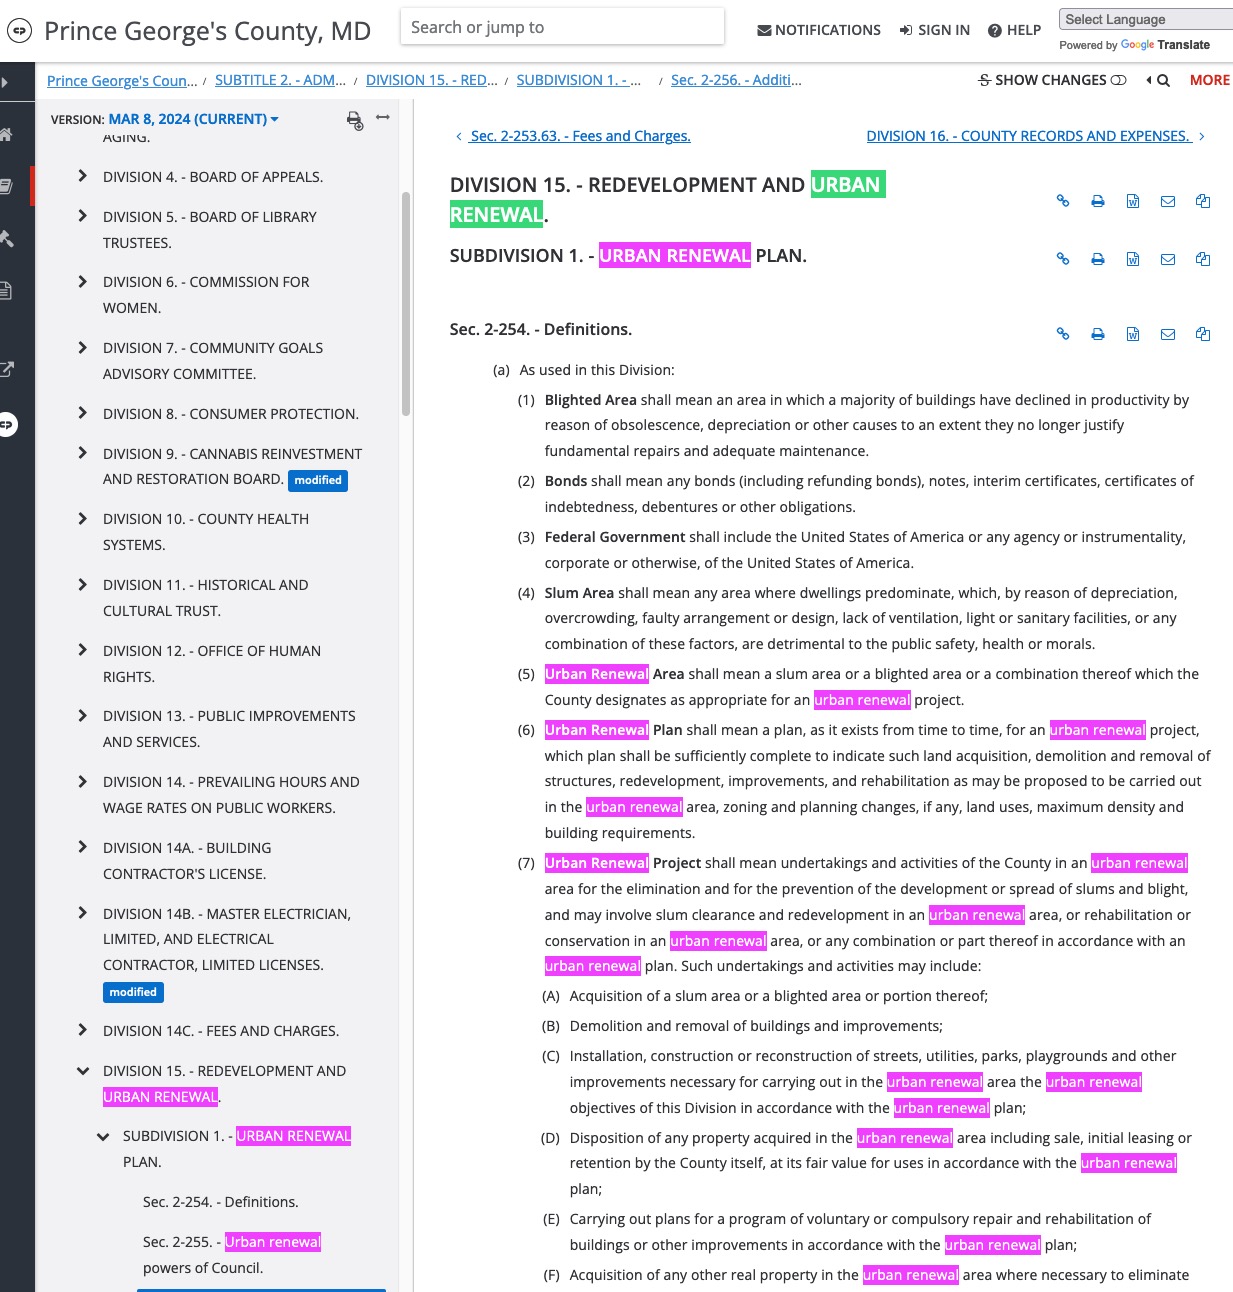 Prince George's County, MD
Search or jump to
NOTIFICATIONS
SIGN IN
HELP
Select Language
Powered by Google Translate
Prince George's Coun... / SUBTITLE 2. - ADM... / DIVISION 15. - RED... / SUBDIVISION 1. - ... / Sec. 2-256. - Additi...
SHOW CHANGES
MORE
VERSION: MAR 8, 2024 (CURRENT)
AGING.
DIVISION 4. - BOARD OF APPEALS.
DIVISION 5. - BOARD OF LIBRARY
TRUSTEES.
DIVISION 6. - COMMISSION FOR
WOMEN.
DIVISION 7. - COMMUNITY GOALS
ADVISORY COMMITTEE.
DIVISION 8. - CONSUMER PROTECTION.
DIVISION 9. - CANNABIS REINVESTMENT
AND RESTORATION BOARD. modified
DIVISION 10. - COUNTY HEALTH
SYSTEMS.
DIVISION 11. - HISTORICAL AND
CULTURAL TRUST.
DIVISION 12. - OFFICE OF HUMAN
RIGHTS.
DIVISION 13. - PUBLIC IMPROVEMENTS
AND SERVICES.
DIVISION 14. - PREVAILING HOURS AND
WAGE RATES ON PUBLIC WORKERS.
DIVISION 14A. - BUILDING
CONTRACTOR'S LICENSE.
DIVISION 14B. - MASTER ELECTRICIAN,
LIMITED, AND ELECTRICAL
CONTRACTOR, LIMITED LICENSES.
modified
DIVISION 14C. - FEES AND CHARGES.
DIVISION 15. - REDEVELOPMENT AND
URBAN RENEWAL.
SUBDIVISION 1. - URBAN RENEWAL
PLAN.
Sec. 2-254. - Definitions.
Sec. 2-255. - Urban renewal
powers of Council.
Sec. 2-253.63. - Fees and Charges.
DIVISION 16. - COUNTY RECORDS AND EXPENSES.
DIVISION 15. - REDEVELOPMENT AND URBAN
RENEWAL.
SUBDIVISION 1. - URBAN RENEWAL PLAN.
Sec. 2-254. - Definitions.
(a) As used in this Division:
(1) Blighted Area shall mean an area in which a majority of buildings have declined in productivity by
reason of obsolescence, depreciation or other causes to an extent they no longer justify
fundamental repairs and adequate maintenance.
(2) Bonds shall mean any bonds (including refunding bonds), notes, interim certificates, certificates of
indebtedness, debentures or other obligations.
(3) Federal Government shall include the United States of America or any agency or instrumentality,
corporate or otherwise, of the United States of America.
(4) Slum Area shall mean any area where dwellings predominate, which, by reason of depreciation,
overcrowding, faulty arrangement or design, lack of ventilation, light or sanitary facilities, or any
combination of these factors, are detrimental to the public safety, health or morals.
(5) Urban Renewal Area shall mean a slum area or a blighted area or a combination thereof which the
County designates as appropriate for an urban renewal project.
(6) Urban Renewal Plan shall mean a plan, as it exists from time to time, for an urban renewal project,
which plan shall be sufficiently complete to indicate such land acquisition, demolition and removal of
structures, redevelopment, improvements, and rehabilitation as may be proposed to be carried out
in the urban renewal area, zoning and planning changes, if any, land uses, maximum density and
building requirements.
(7) Urban Renewal Project shall mean undertakings and activities of the County in an urban renewal
area for the elimination and for the prevention of the development or spread of slums and blight,
and may involve slum clearance and redevelopment in an urban renewal area, or rehabilitation or
conservation in an urban renewal area, or any combination or part thereof in accordance with an
urban renewal plan. Such undertakings and activities may include:
(A) Acquisition of a slum area or a blighted area or portion thereof;
(B) Demolition and removal of buildings and improvements;
(C) Installation, construction or reconstruction of streets, utilities, parks, playgrounds and other
improvements necessary for carrying out in the urban renewal area the urban renewal
objectives of this Division in accordance with the urban renewal plan;
(D) Disposition of any property acquired in the urban renewal area including sale, initial leasing or
retention by the County itself, at its fair value for uses in accordance with the urban renewal
plan;
(E) Carrying out plans for a program of voluntary or compulsory repair and rehabilitation of
buildings or other improvements in accordance with the urban renewal plan;
(F) Acquisition of any other real property in the urban renewal area where necessary to eliminate